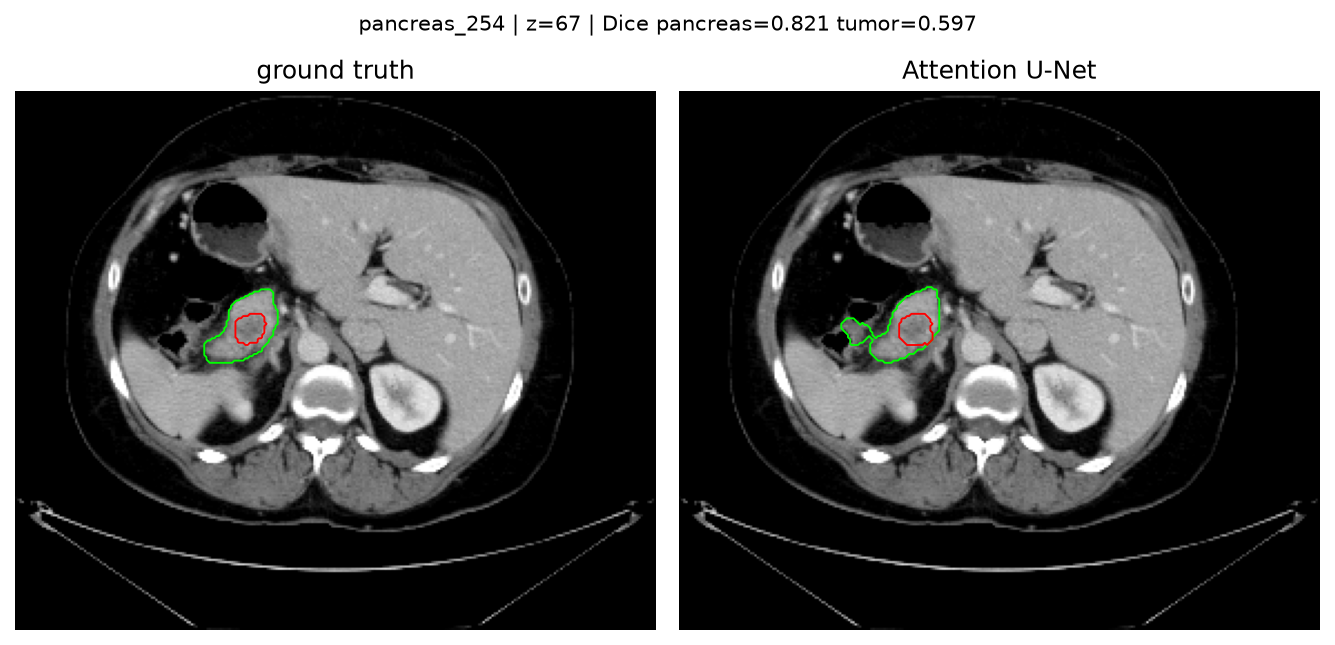 pancreas_254 | z=67 | Dice pancreas=0.821 tumor=0.597
ground truth
Attention U-Net